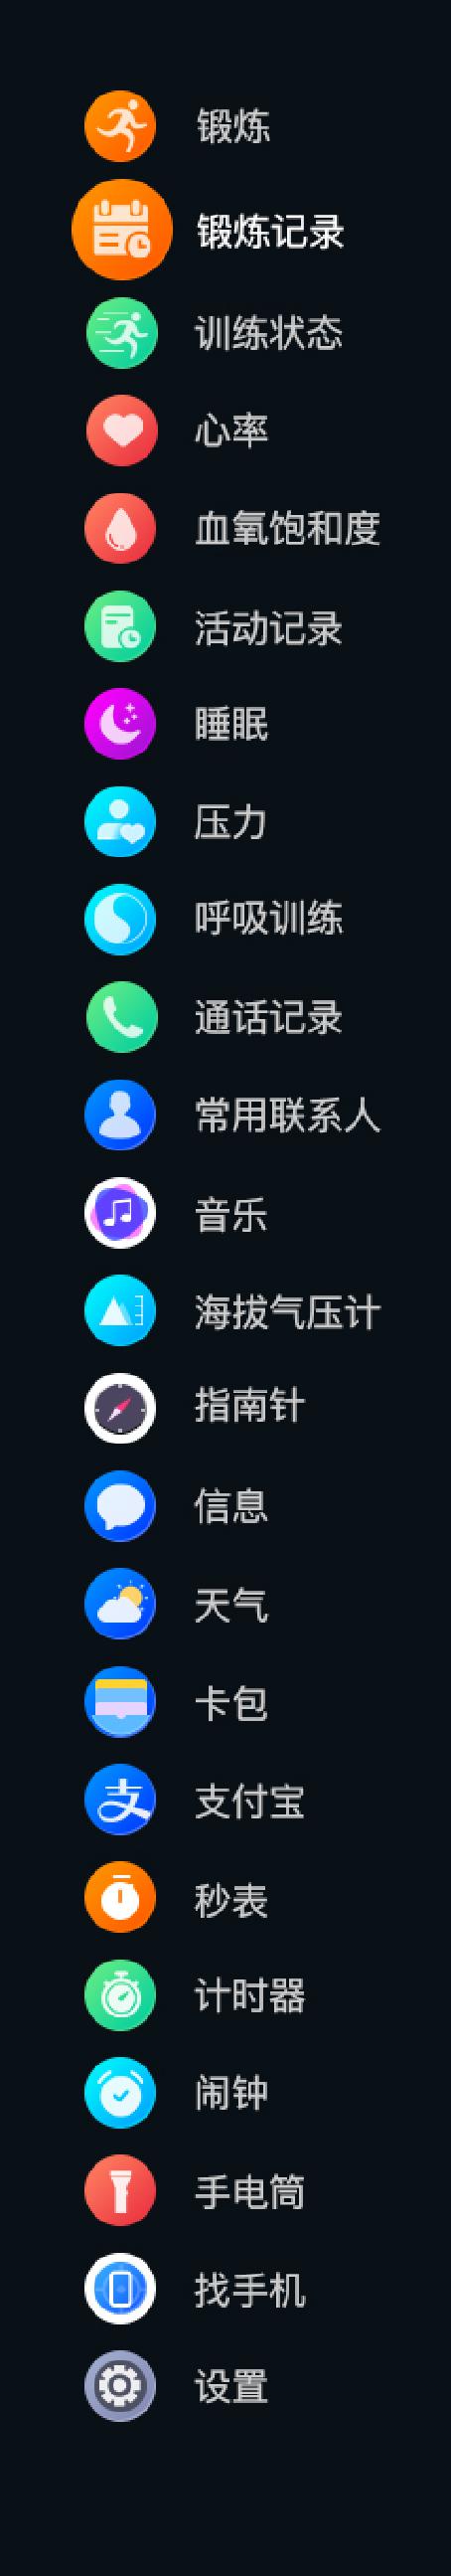 锻炼
锻炼记录
训练状态
心率
血氧饱和度
活动记录
睡眠
压力
呼吸训练
通话记录
常用联系人
音乐
海拔气压计
指南针
信息
天气
卡包
支付宝
秒表
计时器
闹钟
手电筒
找手机
设置